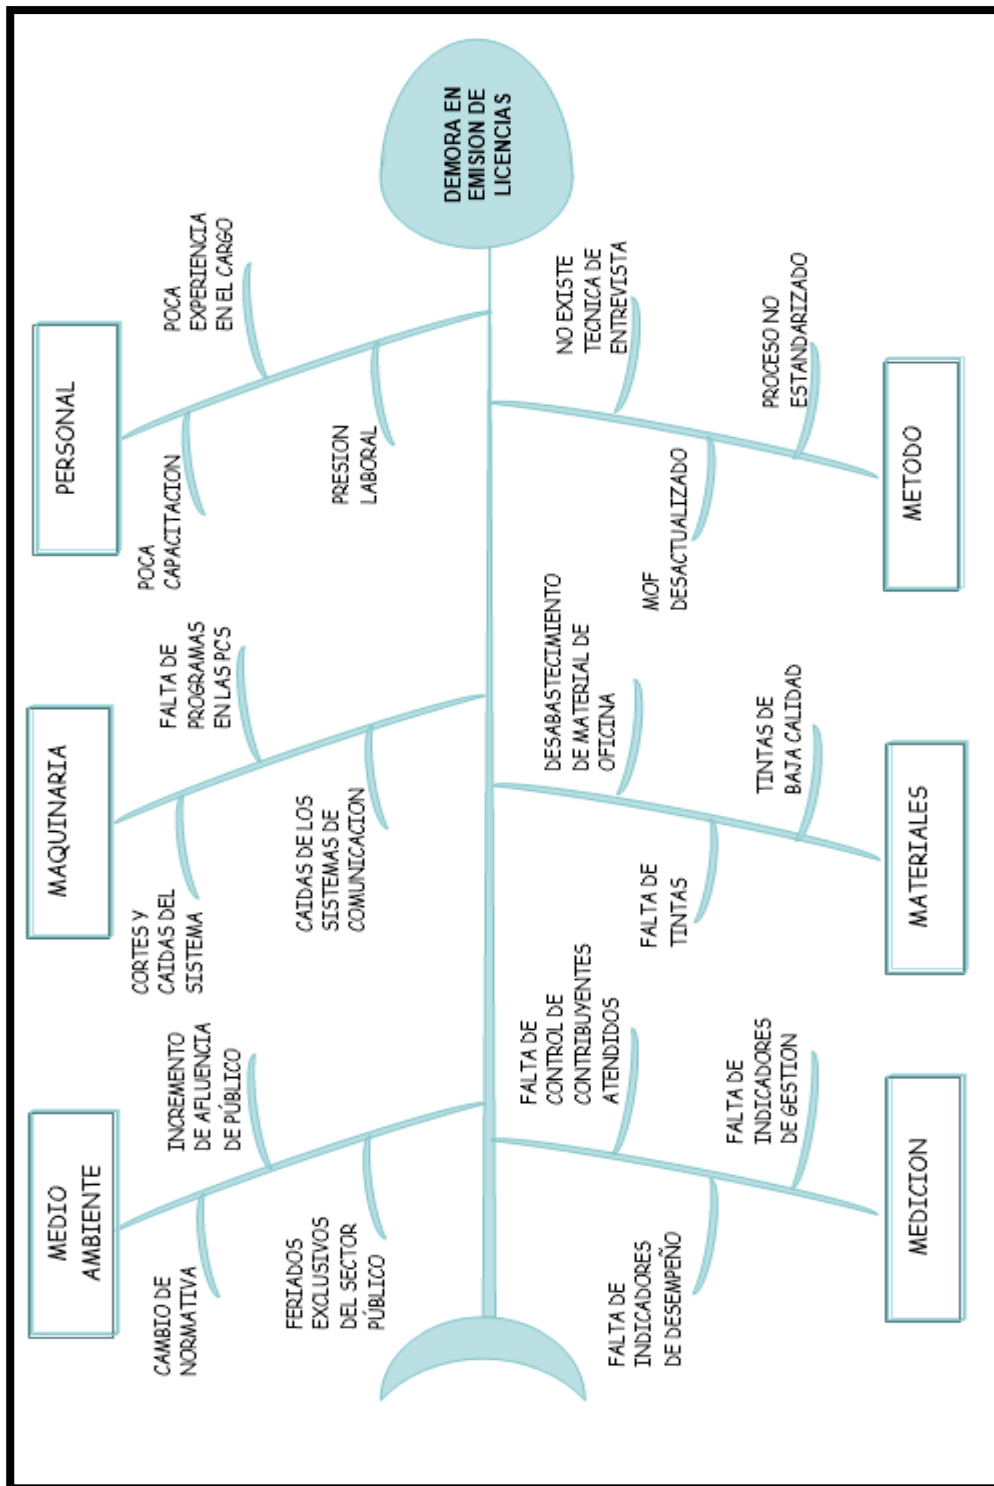 MEDIO
AMBIENTE
CAMBIO DE
NORMATIVA
INCREMENTO
DE AFLUENCIA
DE PÚBLICO
FERIADOS
EXCLUSIVOS
DEL SECTOR
PÚBLICO
MAQUINARIA
CORTES Y
CAIDAS DEL
SISTEMA
FALTA DE
PROGRAMAS
EN LAS PCS
CAIDAS DE LOS
SISTEMAS DE
COMUNICACION
PERSONAL
POCA
CAPACITACION
POCA
EXPERIENCIA
EN EL CARGO
PRESION
LABORAL
DEMORA EN
EMISION DE
LICENCIAS
FALTA DE
CONTROL DE
CONTRIBUYENTES
ATENDIDOS
FALTA DE
INDICADORES
DE DESEMPEÑO
FALTA DE
INDICADORES
DE GESTION
MEDICION
DESABASTECIMIENTO
DE MATERIAL DE
OFICINA
FALTA DE
TINTAS
TINTAS DE
BAJA CALIDAD
MATERIALES
NO EXISTE
TECNICA DE
ENTREVISTA
MOF
DESACTUALIZADO
PROCESO NO
ESTANDARIZADO
METODO